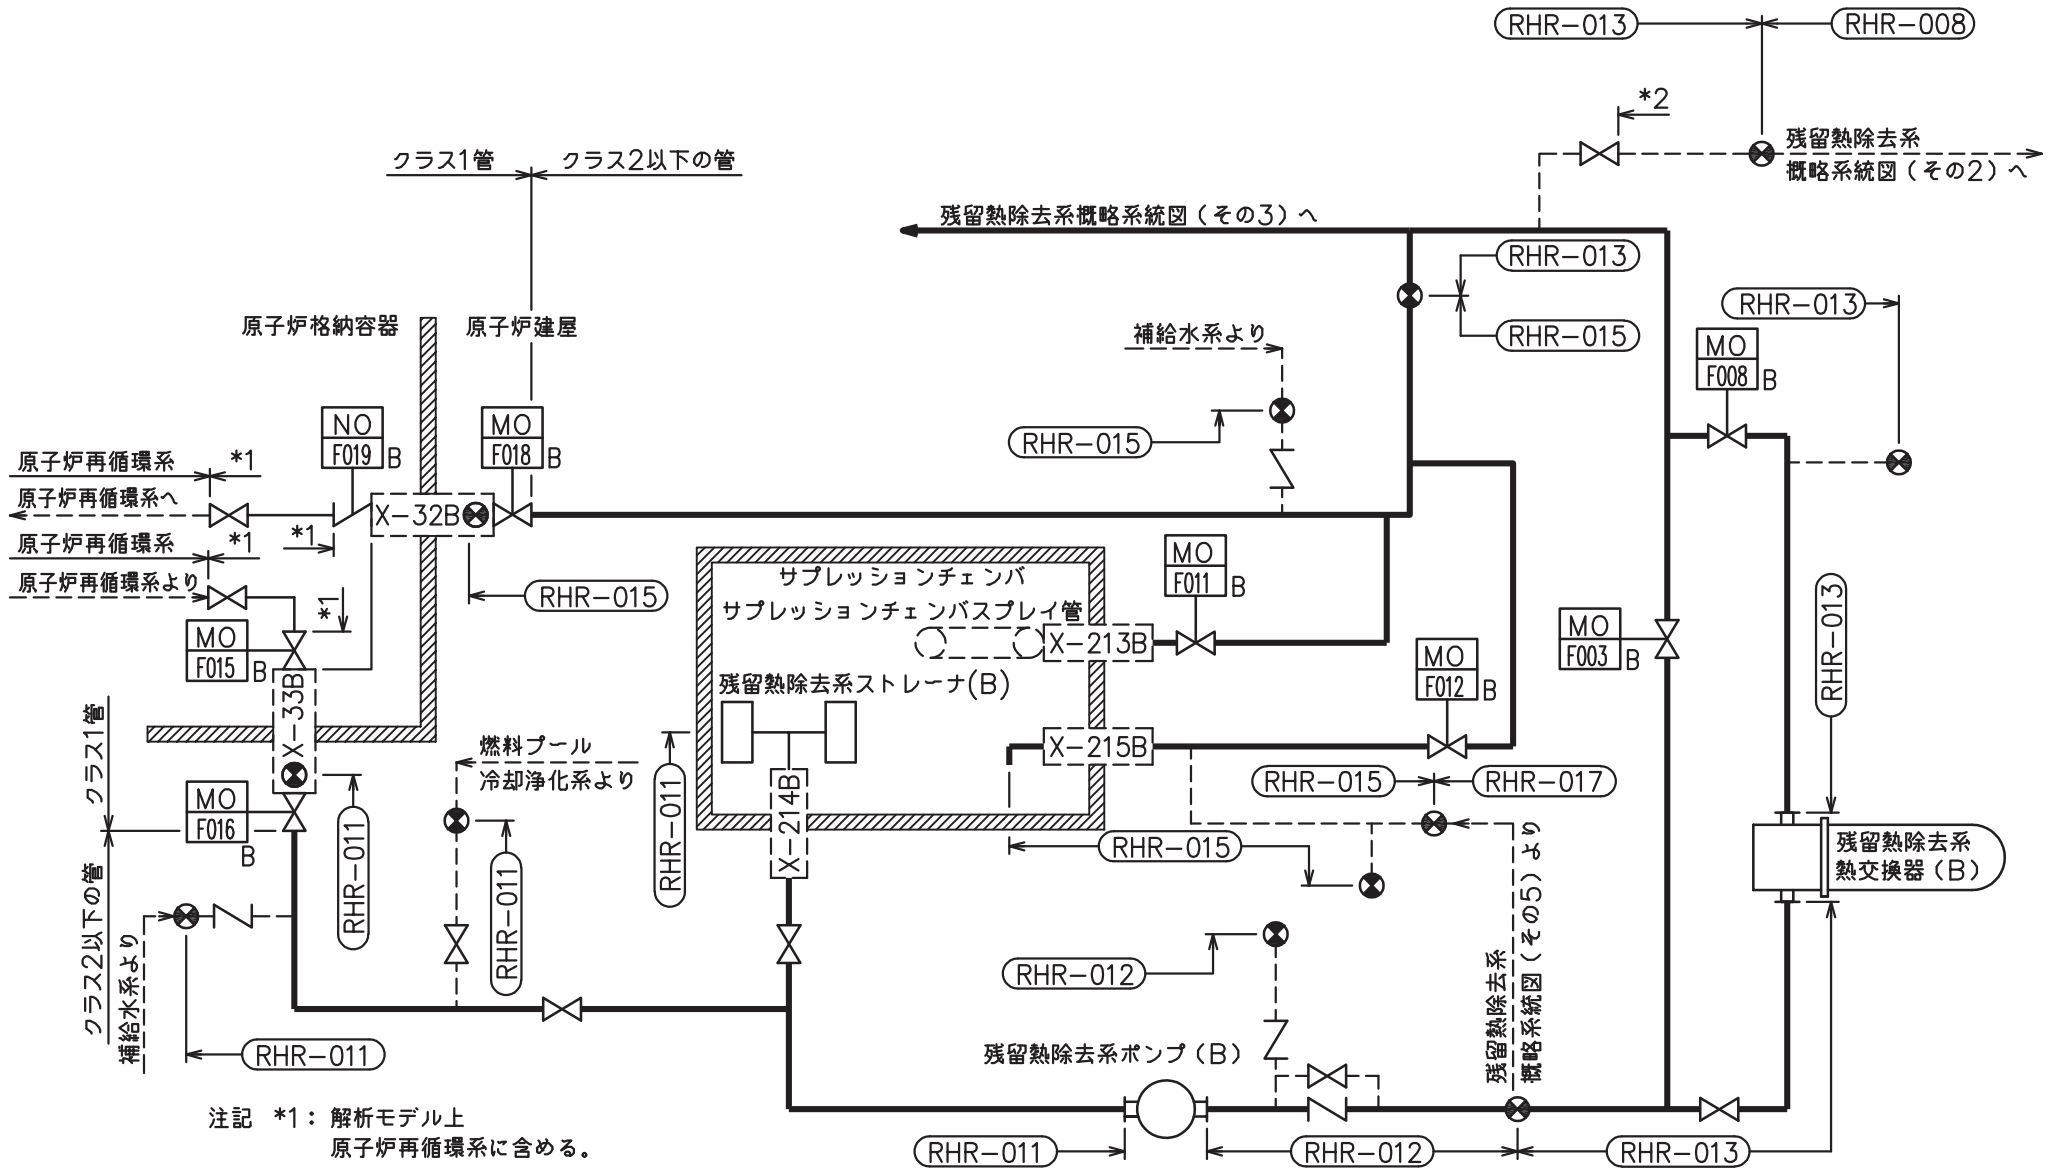 RHR-013
RHR-008
*2
残留熱除去系
概略系統図（その2）へ
クラス1管
クラス2以下の管
残留熱除去系概略系統図（その3）へ
RHR-013
RHR-015
RHR-013
原子炉格納容器
原子炉建屋
補給水系より
MO
F008
B
RHR-015
NO
F019
B
MO
F018
B
原子炉再循環系
*1
原子炉再循環系へ
X-32B
*1
原子炉再循環系
*1
原子炉再循環系より
*1
RHR-015
MO
F015
B
X-33B
サプレッションチェンバ
サプレッションチェンバスプレイ管
X-213B
MO
F011
B
MO
F012
B
MO
F003
B
RHR-013
残留熱除去系ストレーナ(B)
X-215B
X-214B
RHR-011
クラス1管
クラス2以下の管
MO
F016
B
RHR-011
燃料プール
冷却浄化系より
RHR-011
RHR-015
RHR-017
RHR-015
残留熱除去系
熱交換器（B）
補給水系より
RHR-011
RHR-012
残留熱除去系
概略系統図（その5）より
残留熱除去系ポンプ（B）
RHR-011
RHR-012
RHR-013
注記　*1：解析モデル上
原子炉再循環系に含める。